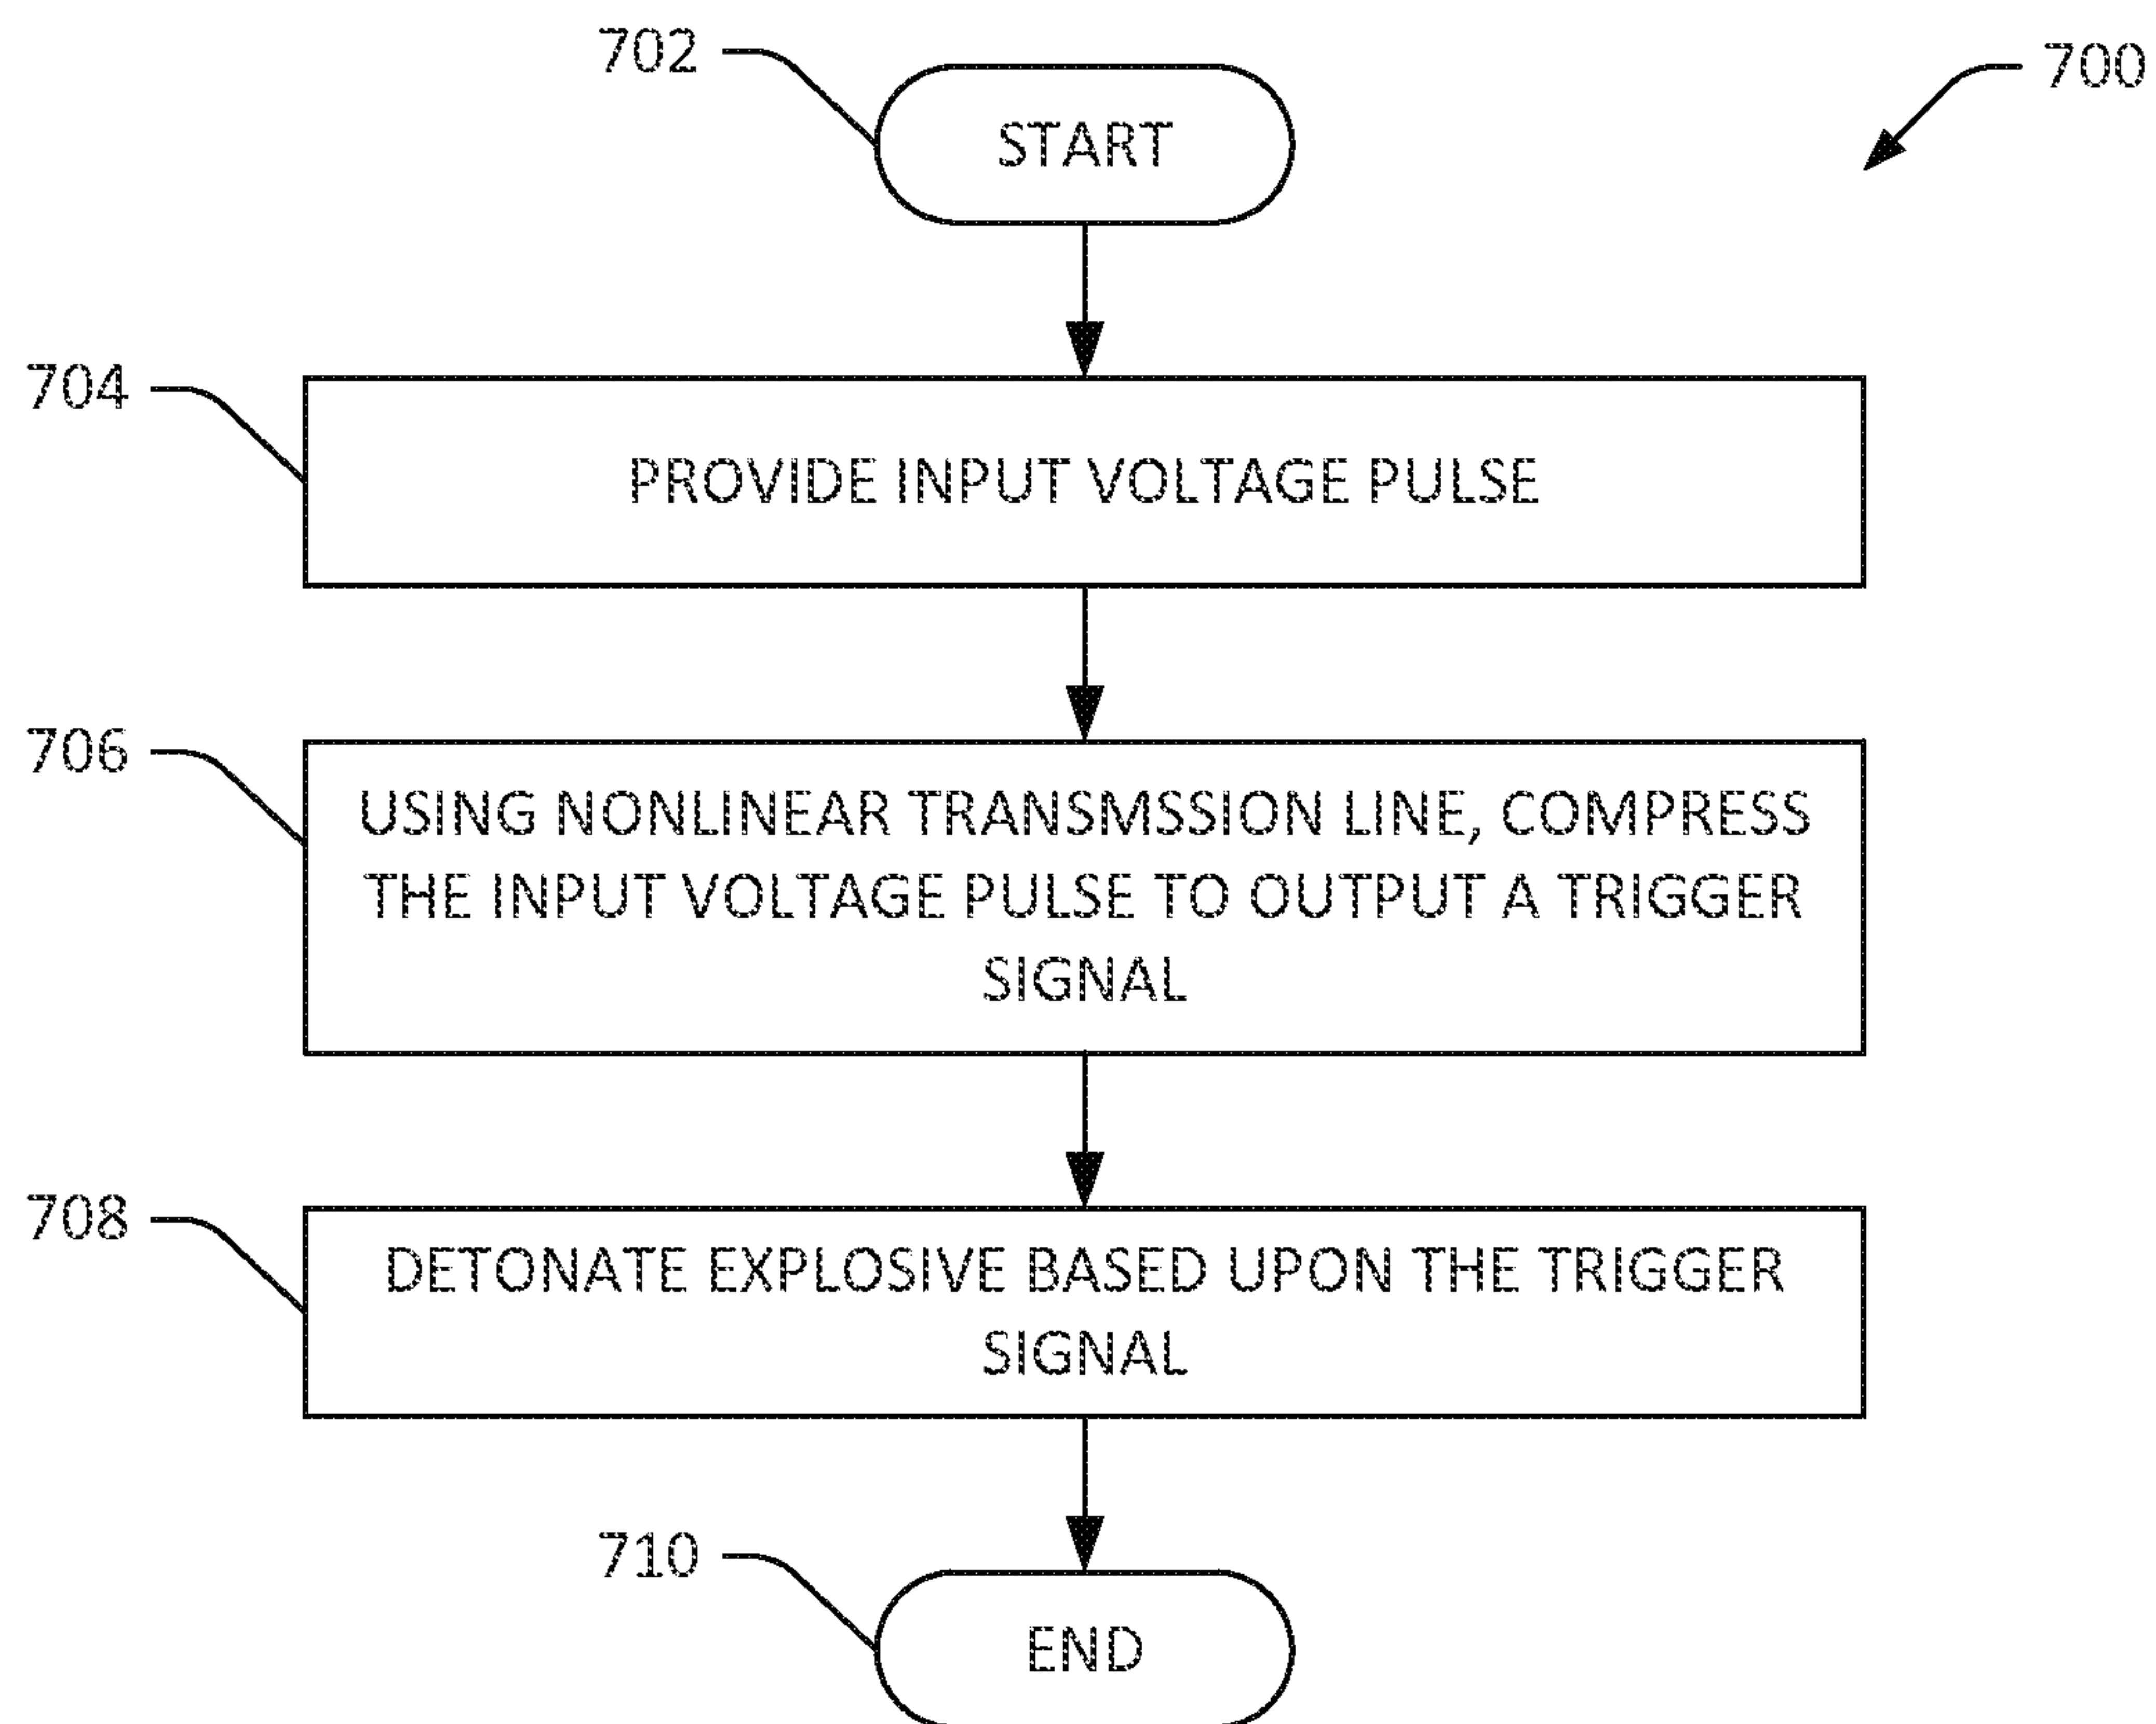 702
700
START
704
PROVIDE INPUT VOLTAGE PULSE
706
USING NONLINEAR TRANSMSSION LINE, COMPRESS
THE INPUT VOLTAGE PULSE TO OUTPUT A TRIGGER
SIGNAL
708
DETONATE EXPLOSIVE BASED UPON THE TRIGGER
SIGNAL
710
END